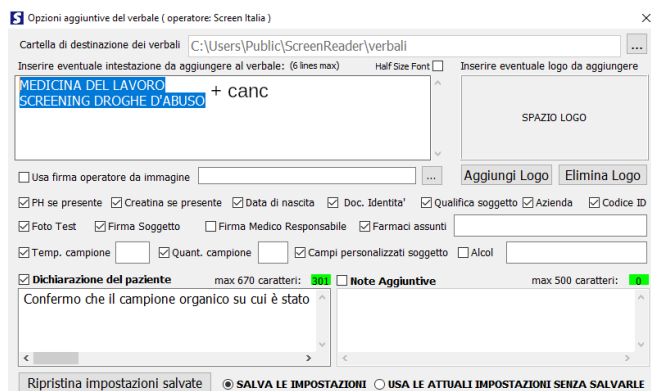 S Opzioni aggiuntive del verbale ( operatore: Screen Italia )
Cartella di destinazione dei verbali C:\Users\Public\ScreenReader\verbali ...
Inserire eventuale intestazione da aggiungere al verbale: (6 lines max) Half Size Font Inserire eventuale logo da aggiungere
MEDICINA DEL LAVORO
SCREENING DROGHE D'ABUSO + canc
SPAZIO LOGO
Usa firma operatore da immagine ... Aggiungi Logo Elimina Logo
PH se presente Creatina se presente Data di nascita Doc. Identita' Qualifica soggetto Azienda Codice ID
Foto Test Firma Soggetto Firma Medico Responsabile Farmaci assunti
Temp. campione Quant. campione Campi personalizzati soggetto Alcol
Dichiarazione del paziente max 670 caratteri: 301 Note Aggiuntive max 500 caratteri: 0
Confermo che il campione organico su cui è stato
Ripristina impostazioni salvate SALVA LE IMPOSTAZIONI USA LE ATTUALI IMPOSTAZIONI SENZA SALVARLE